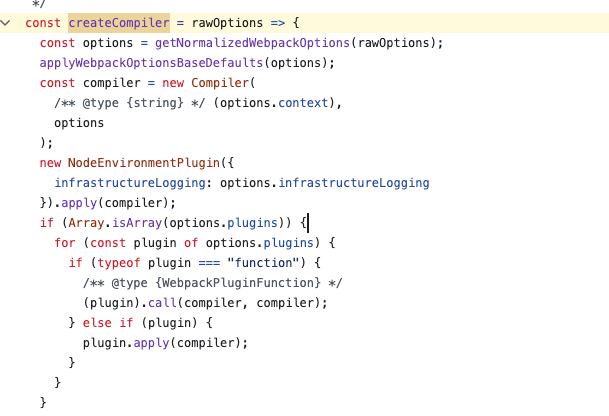 */
const createCompiler = rawOptions => {
const options = getNormalizedWebpackOptions(rawOptions);
applyWebpackOptionsBaseDefaults(options);
const compiler = new Compiler(
/** @type {string} */ (options.context),
options
);
new NodeEnvironmentPlugin({
infrastructureLogging: options.infrastructureLogging
}).apply(compiler);
if (Array.isArray(options.plugins)) {
for (const plugin of options.plugins) {
if (typeof plugin === "function") {
/** @type {WebpackPluginFunction} */
(plugin).call(compiler, compiler);
} else if (plugin) {
plugin.apply(compiler);
}
}
}